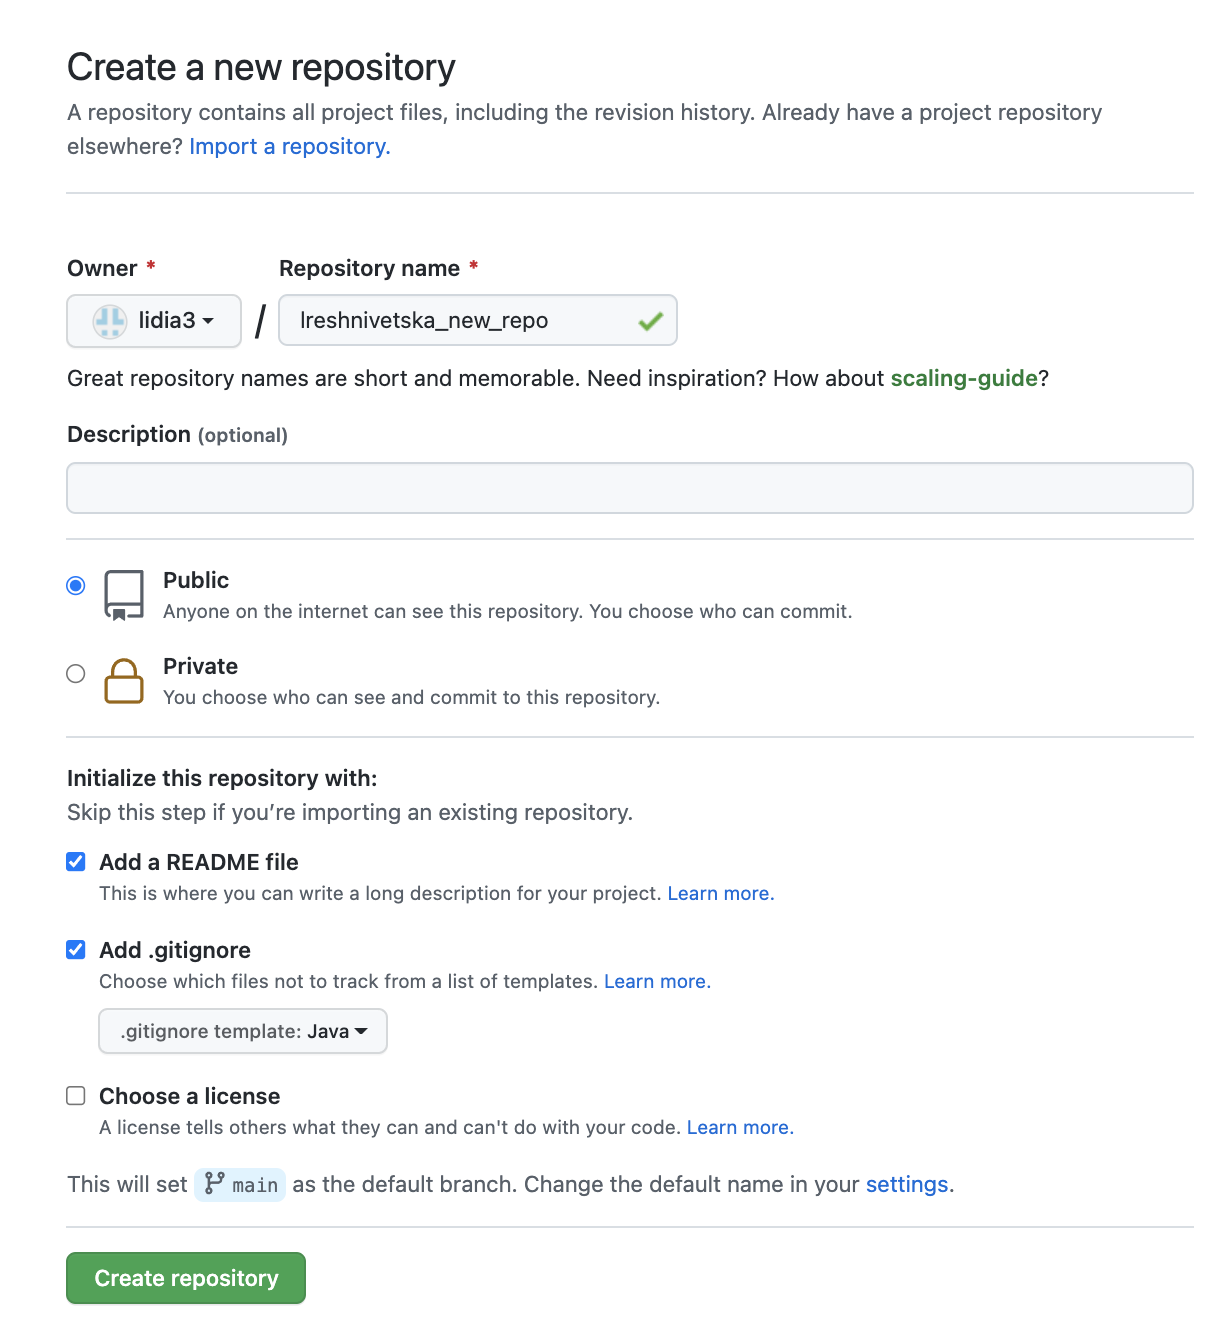 Create a new repository
A repository contains all project files, including the revision history. Already have a project repository
elsewhere? Import a repository.
Owner * Repository name *
lidia3 / lreshnivetska_new_repo
Great repository names are short and memorable. Need inspiration? How about scaling-guide?
Description (optional)
Public
Anyone on the internet can see this repository. You choose who can commit.
Private
You choose who can see and commit to this repository.
Initialize this repository with:
Skip this step if you’re importing an existing repository.
Add a README file
This is where you can write a long description for your project. Learn more.
Add .gitignore
Choose which files not to track from a list of templates. Learn more.
.gitignore template: Java
Choose a license
A license tells others what they can and can't do with your code. Learn more.
This will set main as the default branch. Change the default name in your settings.
Create repository